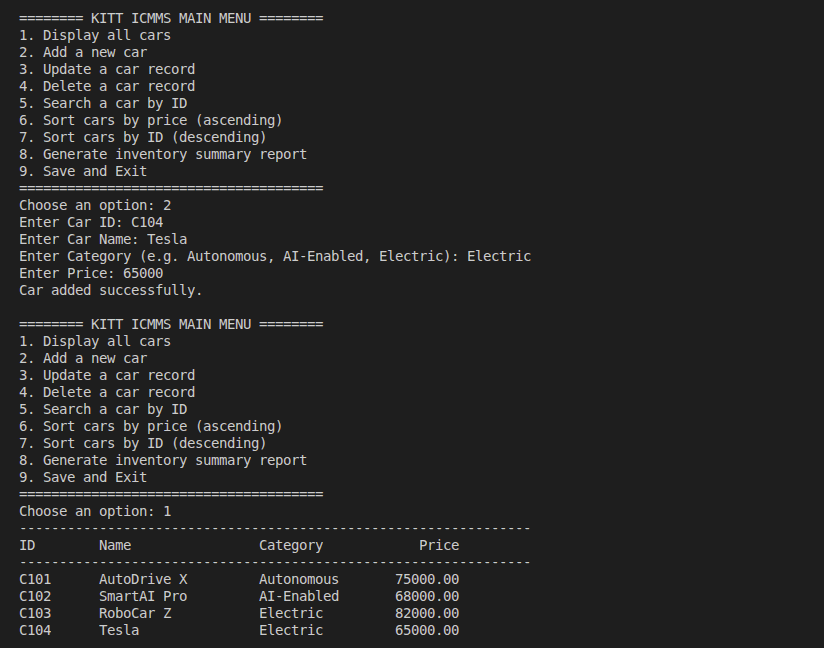 ======== KITT ICMMS MAIN MENU ========
1. Display all cars
2. Add a new car
3. Update a car record
4. Delete a car record
5. Search a car by ID
6. Sort cars by price (ascending)
7. Sort cars by ID (descending)
8. Generate inventory summary report
9. Save and Exit
======================================
Choose an option: 2
Enter Car ID: C104
Enter Car Name: Tesla
Enter Category (e.g. Autonomous, AI-Enabled, Electric): Electric
Enter Price: 65000
Car added successfully.

======== KITT ICMMS MAIN MENU ========
1. Display all cars
2. Add a new car
3. Update a car record
4. Delete a car record
5. Search a car by ID
6. Sort cars by price (ascending)
7. Sort cars by ID (descending)
8. Generate inventory summary report
9. Save and Exit
======================================
Choose an option: 1
----------------------------------------------------------------
ID        Name                Category            Price
----------------------------------------------------------------
C101      AutoDrive X         Autonomous       75000.00
C102      SmartAI Pro         AI-Enabled       68000.00
C103      RoboCar Z           Electric         82000.00
C104      Tesla               Electric         65000.00